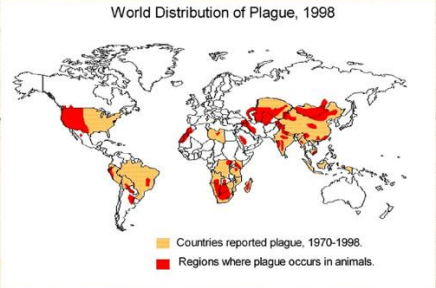 World Distribution of Plague, 1998
Countries reported plague, 1970-1998.
Regions where plague occurs in animals.